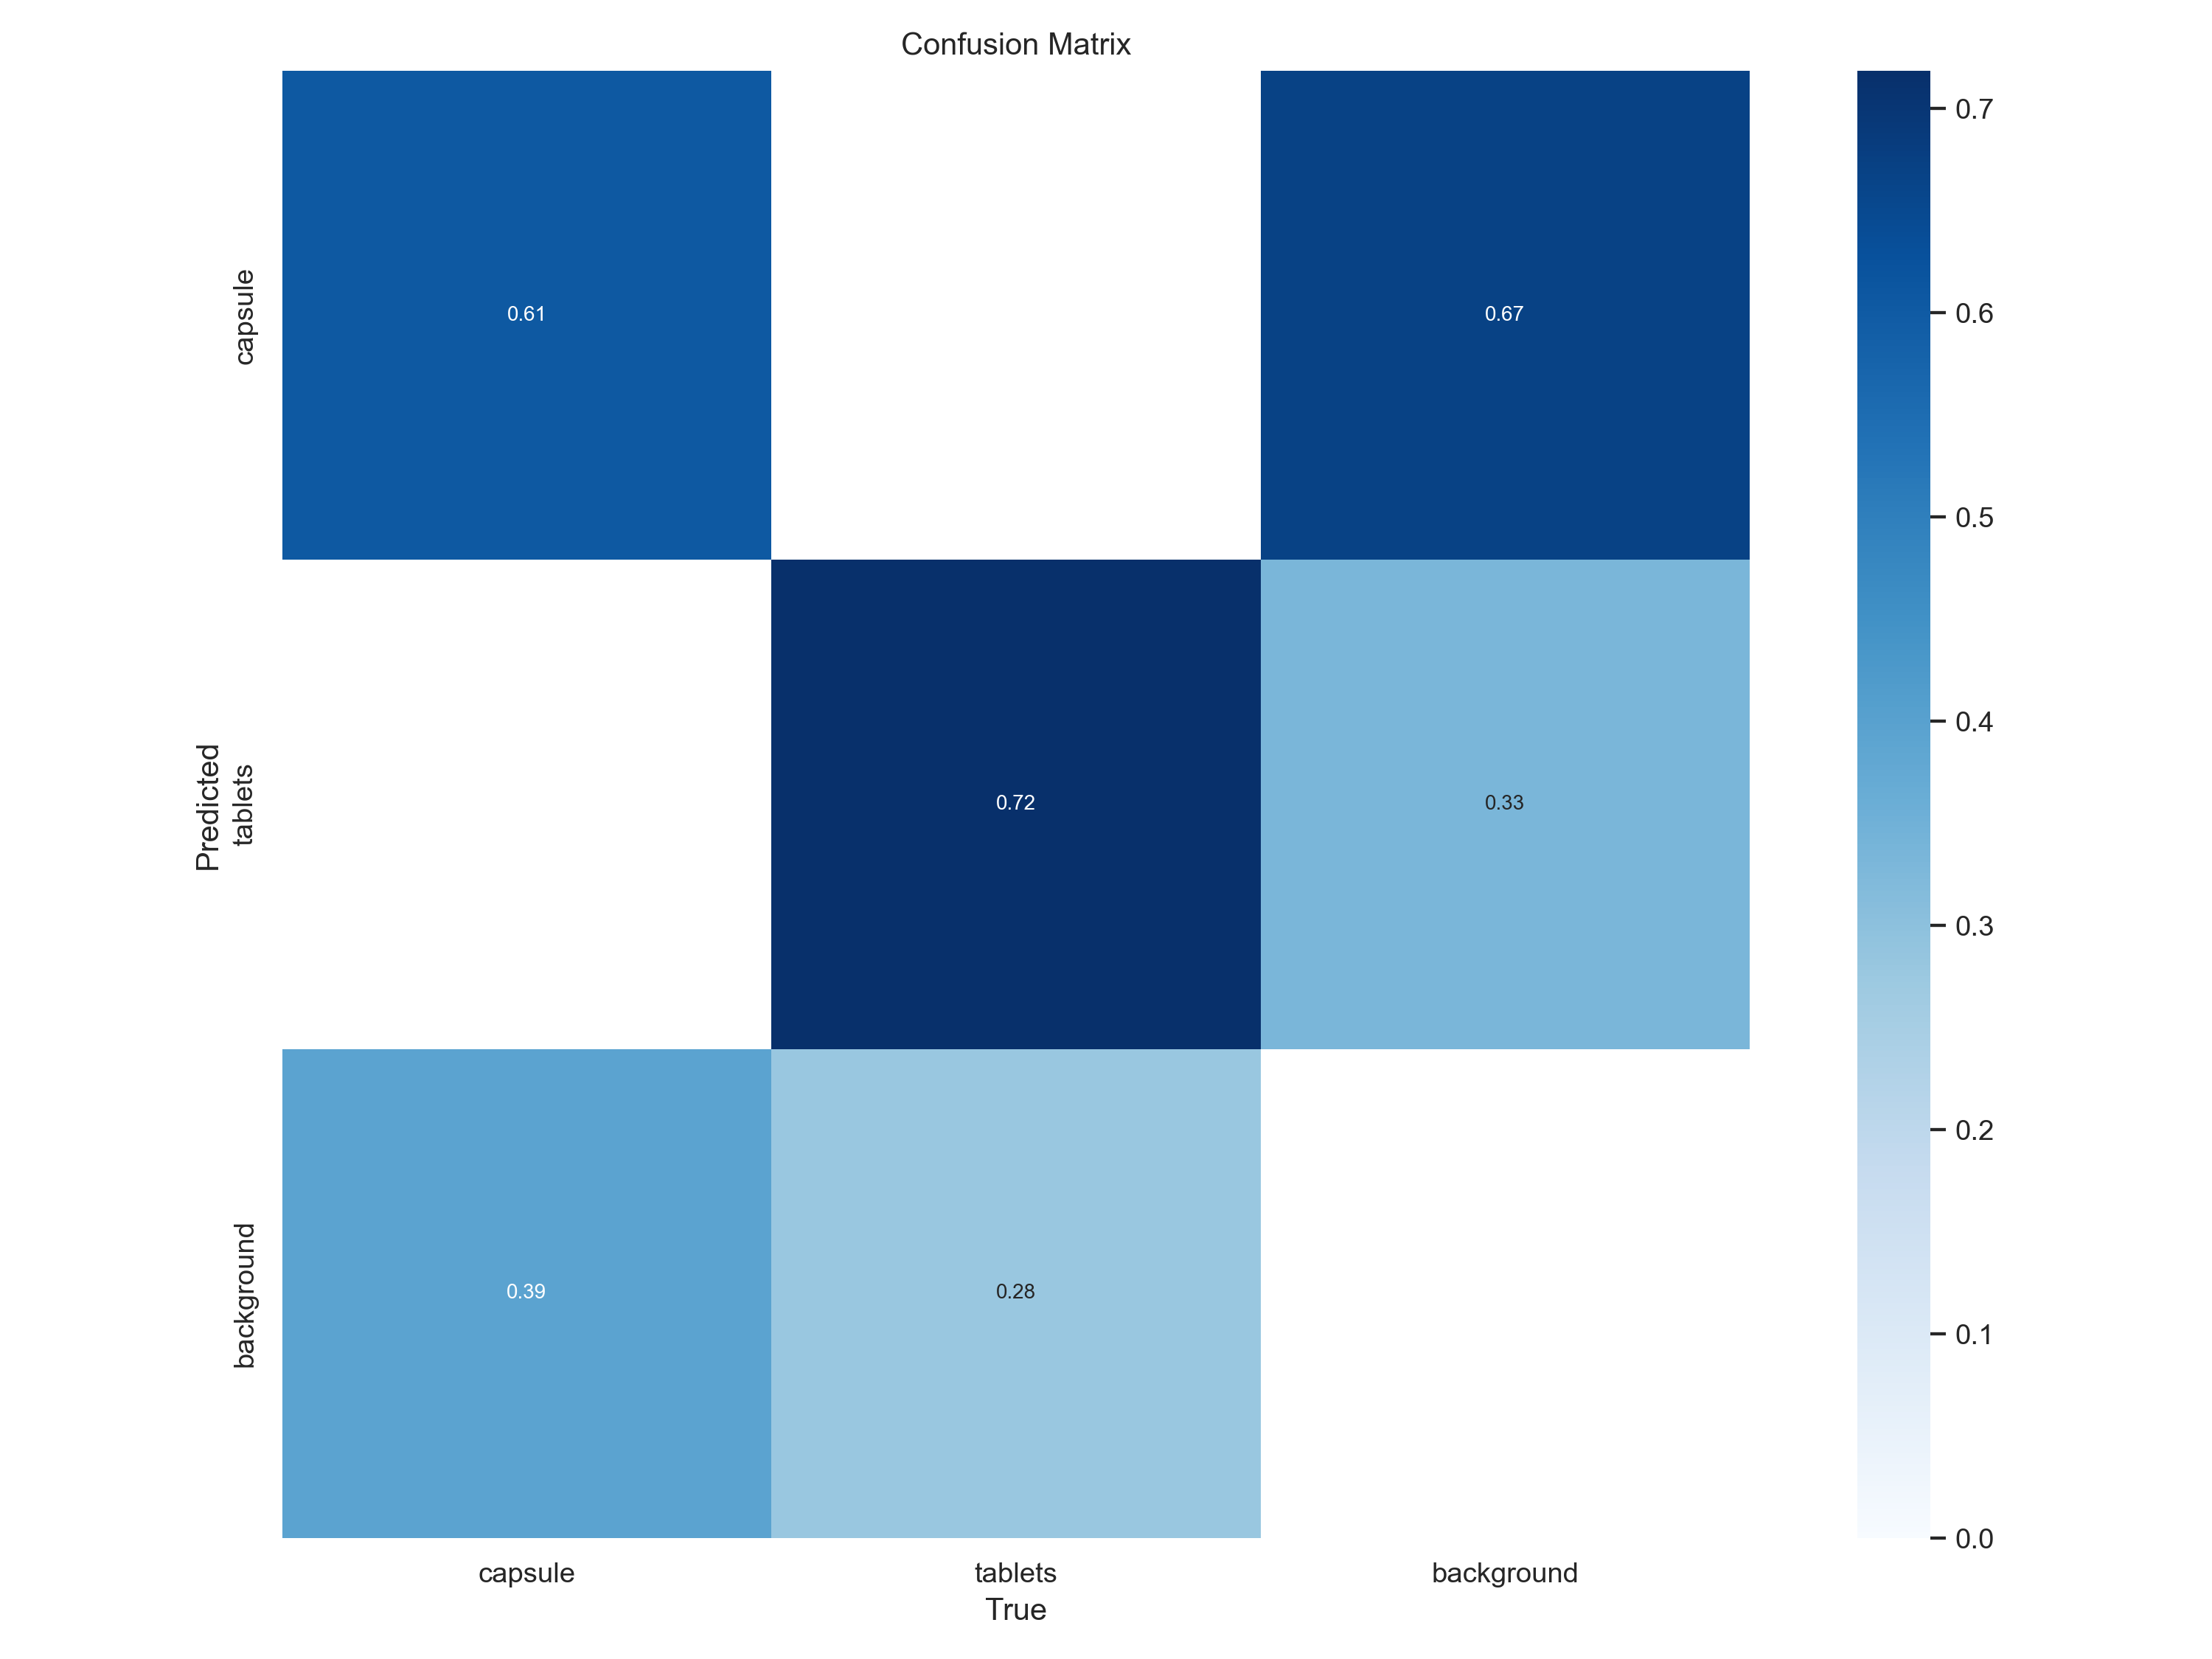 Confusion Matrix
capsule
0.61
0.67
Predicted
tablets
0.72
0.33
background
0.39
0.28
capsule
tablets
background
True
0.7
0.6
0.5
0.4
0.3
0.2
0.1
0.0